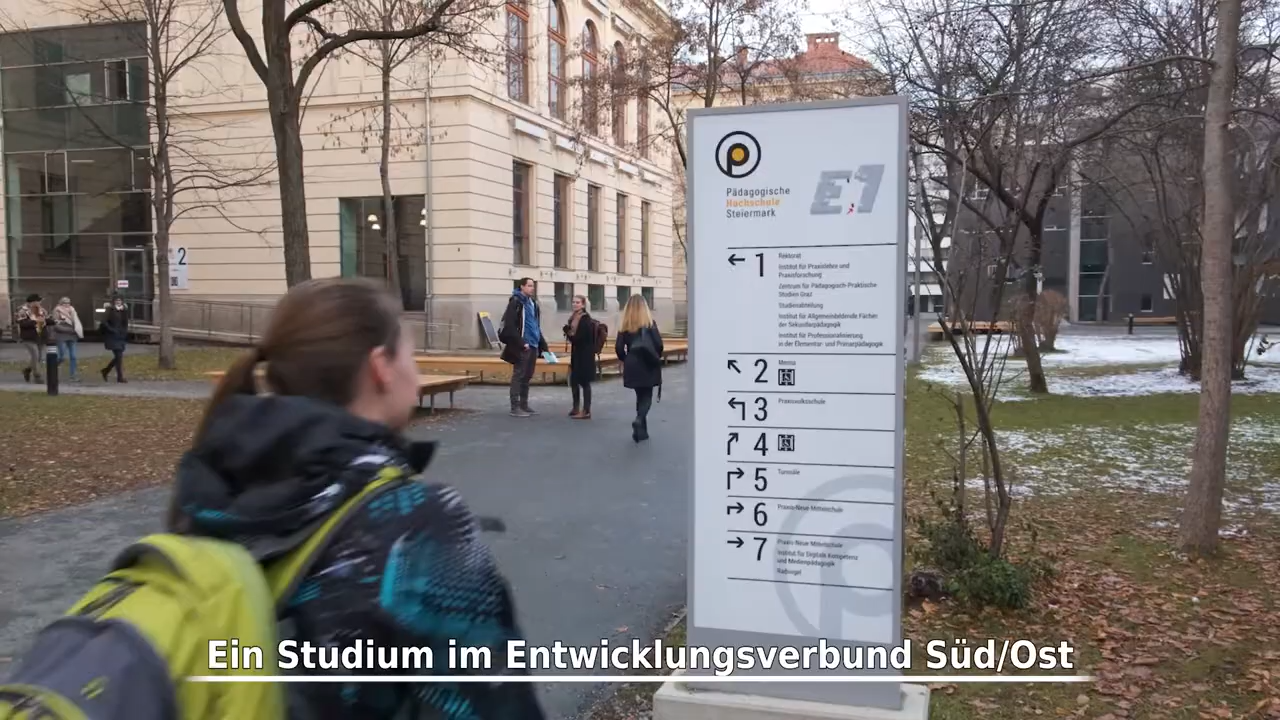 Pädagogische
Hochschule
Steiermark
E1
← 1 Rektorat
Institut für Praxislehre und
Praxisforschung
Zentrum für Pädagogisch-Praktische
Studien Graz
Studienabteilung
Institut für Allgemeinbildende Fächer
der Sekundarpädagogik
Institut für Professionalisierung
in der Elementar- und Primarpädagogik
2 Mensa
HS
3 Praxisvolksschule
4 HS
5 Turnsäle
6 Praxis-Neue Mittelschule
→ 7 Praxis-Neue Mittelschule
Institut für Digitale Kompetenz
und Medienpädagogik
2
Ein Studium im Entwicklungsverbund Süd/Ost